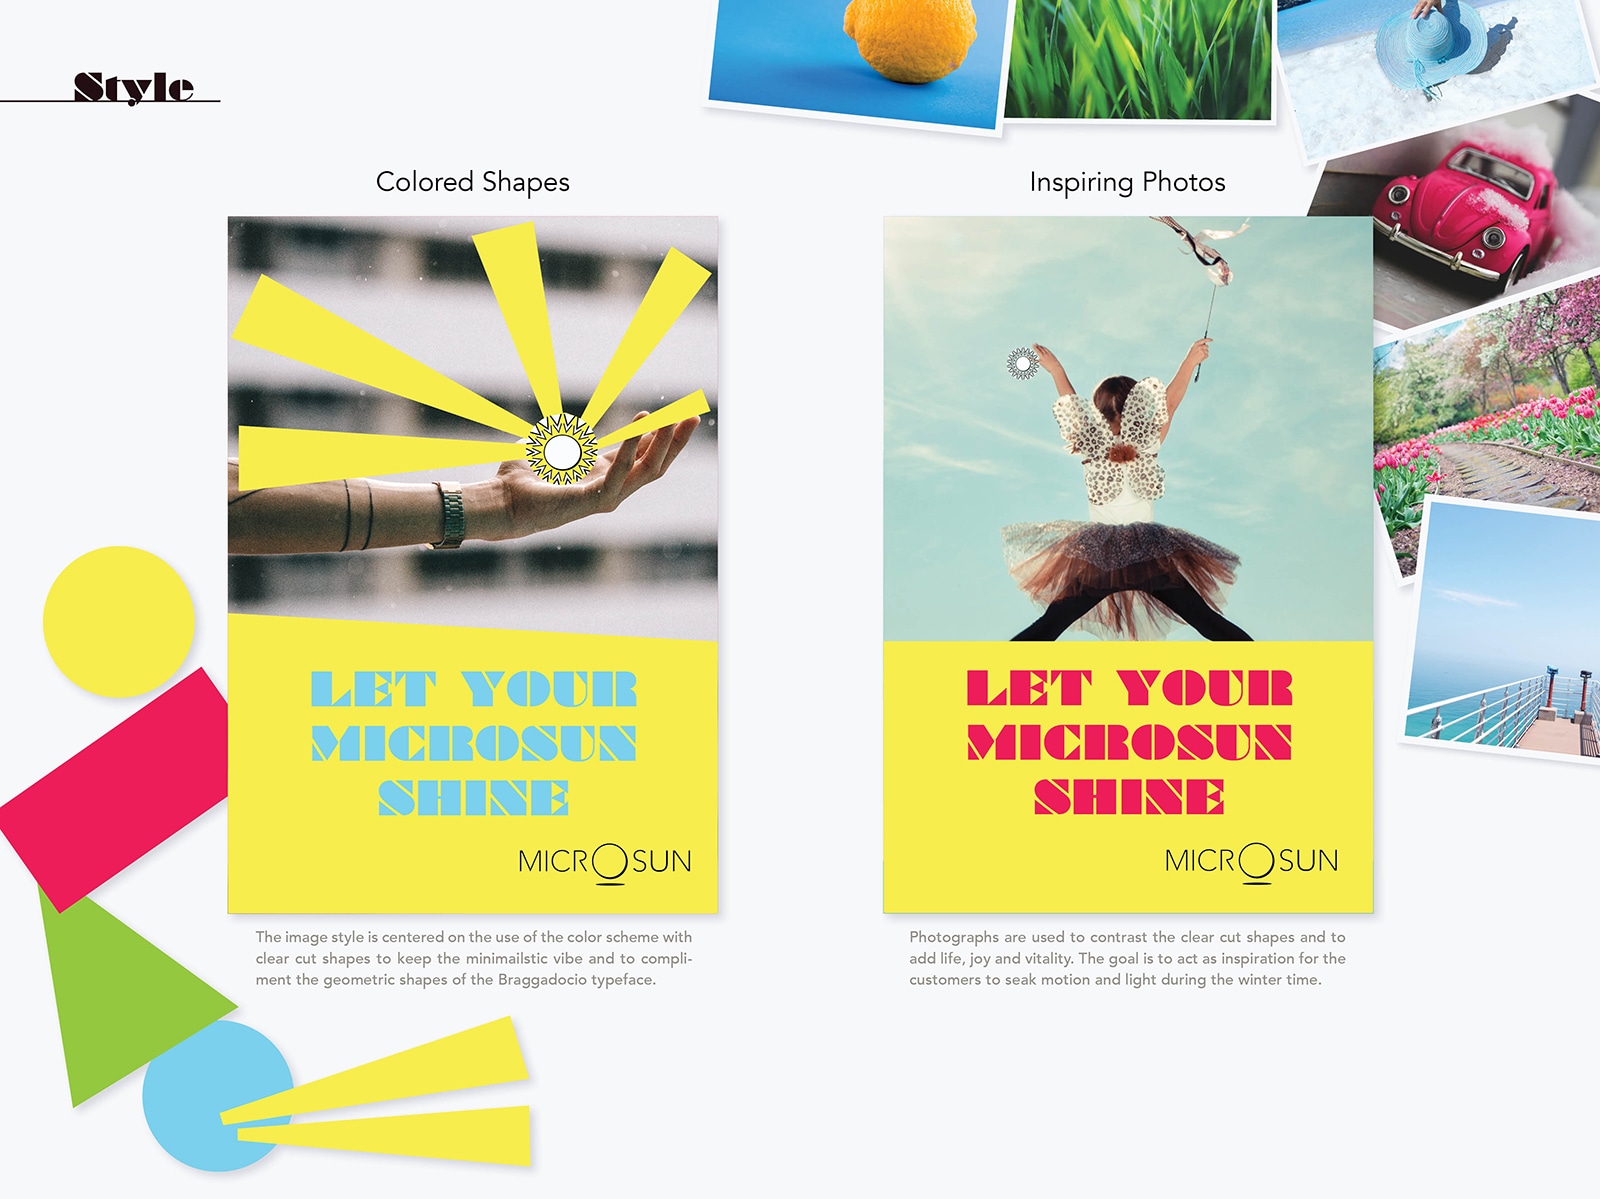 Style
Colored Shapes
LET YOUR
MICROSUN
SHINE
MICROSUN
The image style is centered on the use of the color scheme with
clear cut shapes to keep the minimailstic vibe and to compli-
ment the geometric shapes of the Braggadocio typeface.
Inspiring Photos
LET YOUR
MICROSUN
SHINE
MICROSUN
Photographs are used to contrast the clear cut shapes and to
add life, joy and vitality. The goal is to act as inspiration for the
customers to seak motion and light during the winter time.